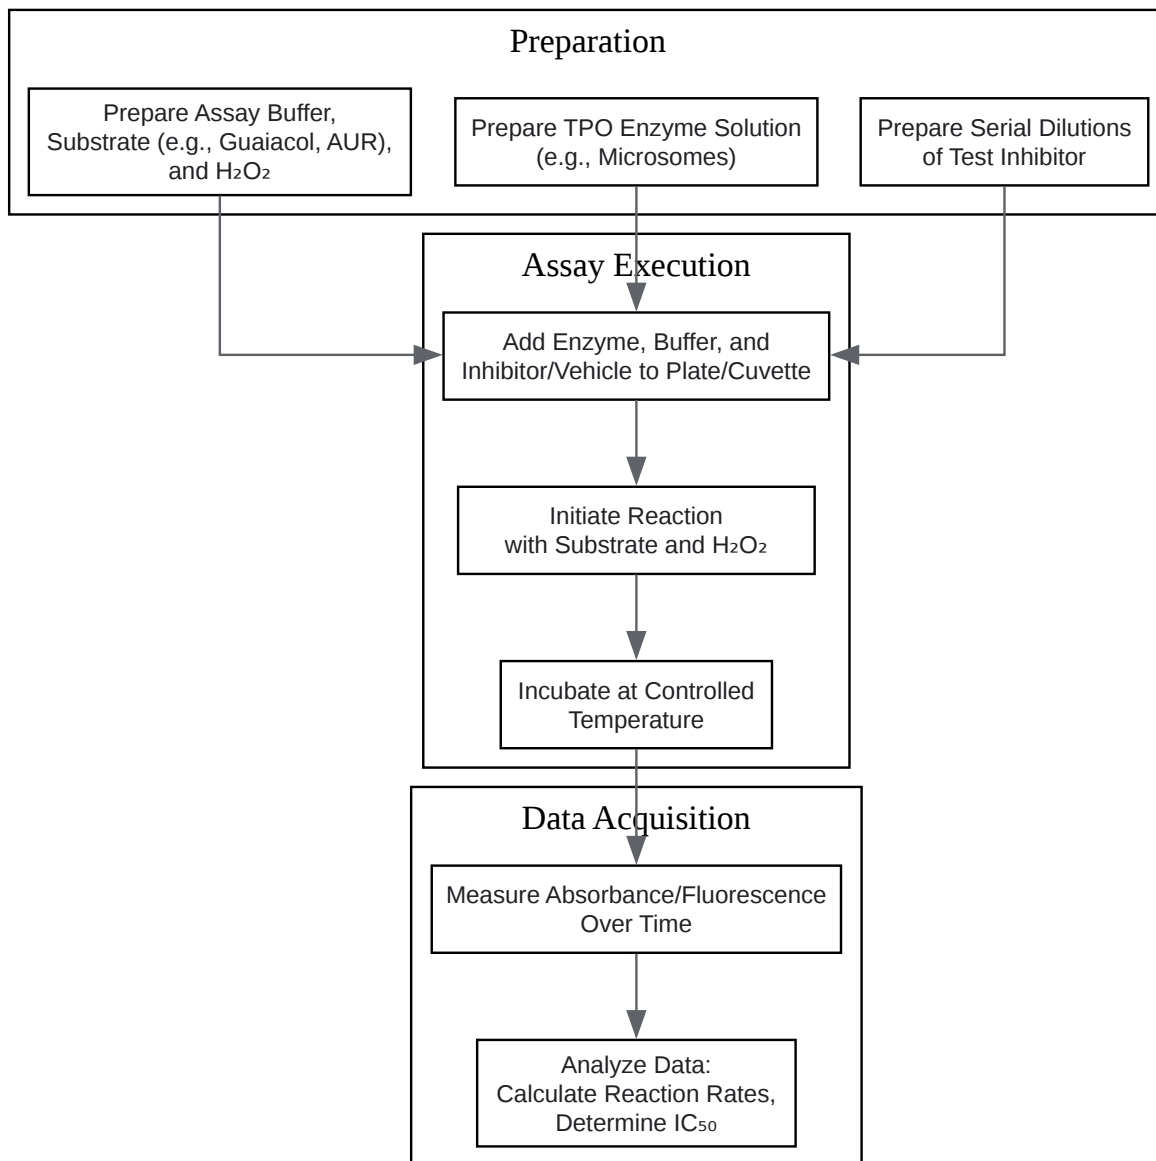 Preparation
Prepare Assay Buffer,
Substrate (e.g., Guaiacol, AUR),
and H₂O₂
Prepare TPO Enzyme Solution
(e.g., Microsomes)
Prepare Serial Dilutions
of Test Inhibitor
Assay Execution
Add Enzyme, Buffer, and
Inhibitor/Vehicle to Plate/Cuvette
Initiate Reaction
with Substrate and H₂O₂
Incubate at Controlled
Temperature
Data Acquisition
Measure Absorbance/Fluorescence
Over Time
Analyze Data:
Calculate Reaction Rates,
Determine IC₅₀